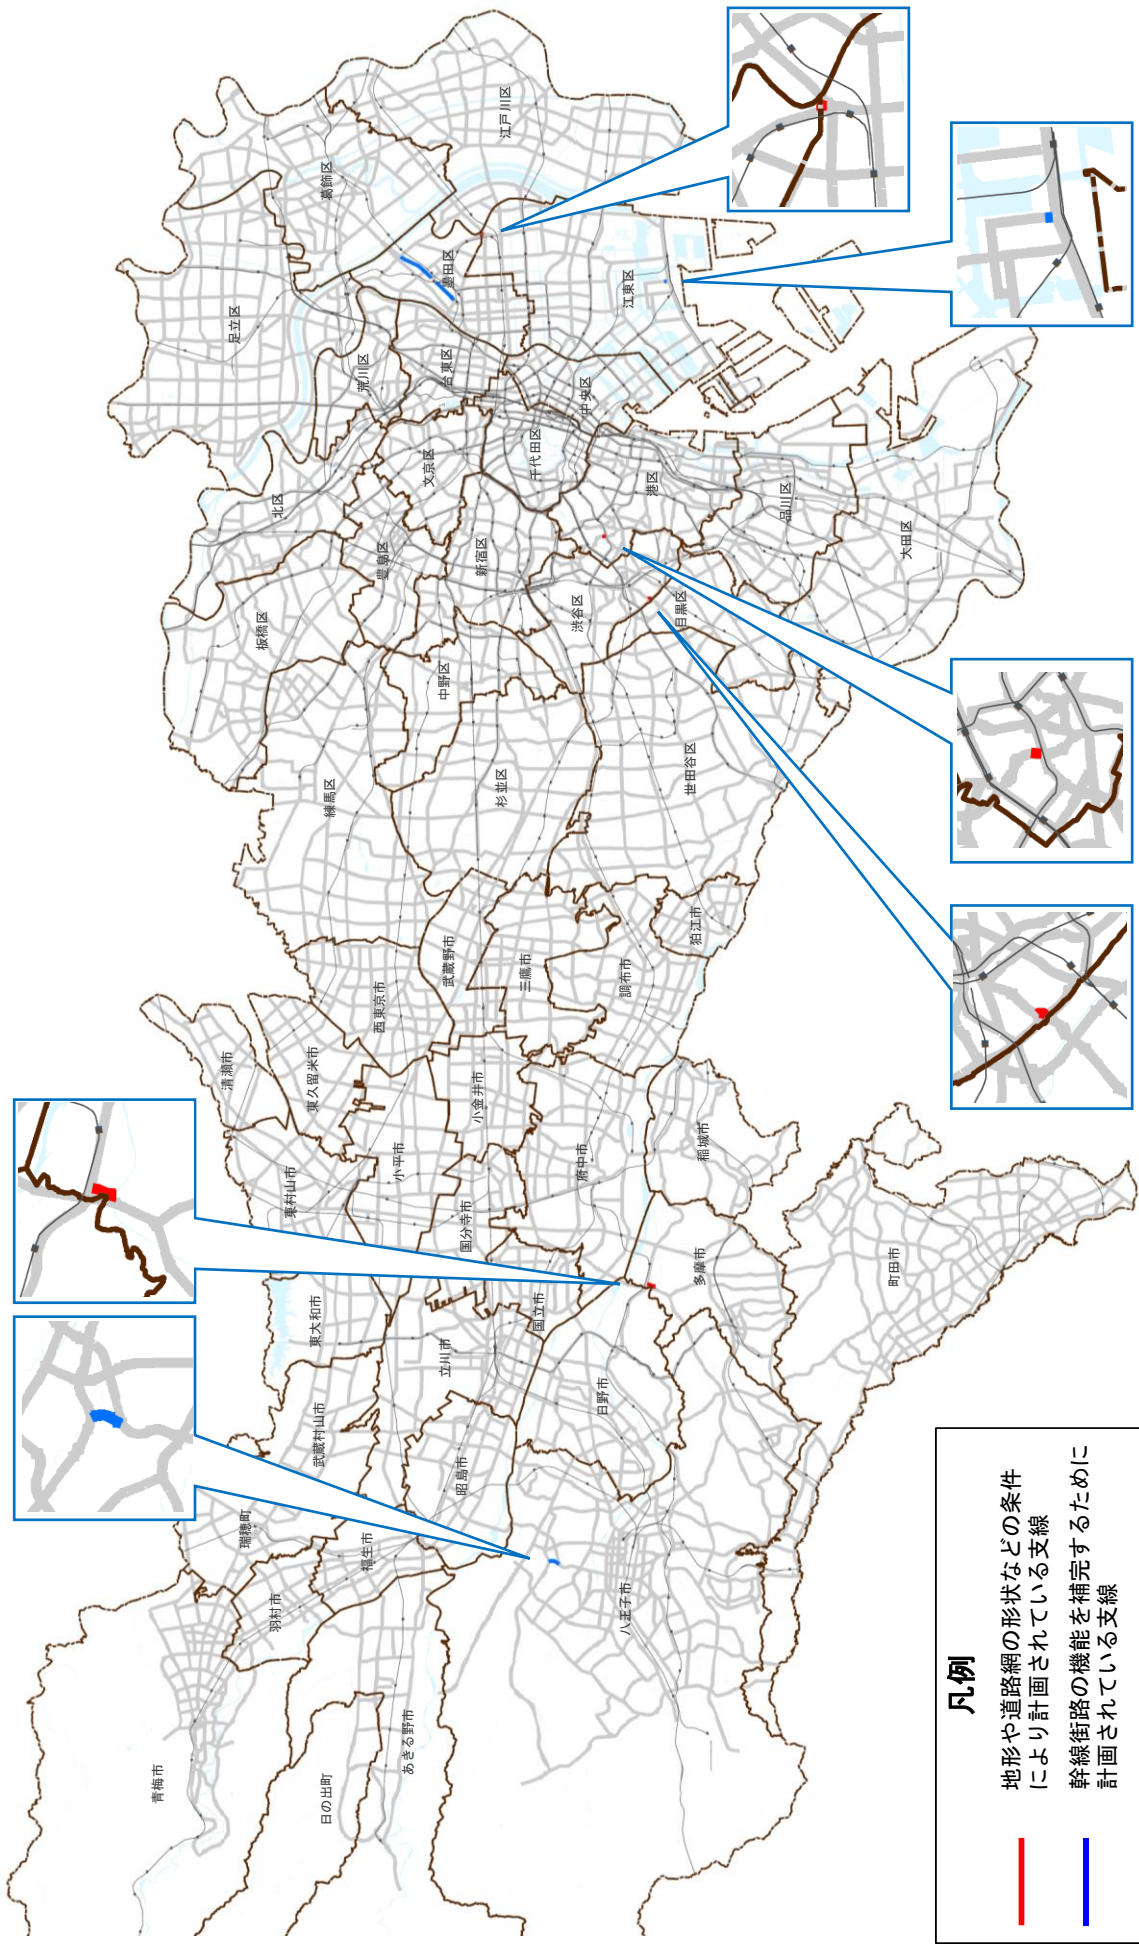 青梅市
日の出町
あきる野市
羽村市
瑞穂町
福生市
武蔵村山市
昭島市
八王子市
東大和市
立川市
国立市
日野市
東村山市
小平市
国分寺市
府中市
多摩市
町田市
清瀬市
東久留米市
小金井市
稲城市
西東京市
武蔵野市
三鷹市
調布市
狛江市
練馬区
杉並区
世田谷区
板橋区
中野区
渋谷区
目黒区
北区
豊島区
新宿区
文京区
千代田区
港区
品川区
大田区
足立区
荒川区
台東区
中央区
葛飾区
墨田区
江東区
江戸川区
凡例
地形や道路網の形状などの条件
により計画されている支線
幹線街路の機能を補完するために
計画されている支線